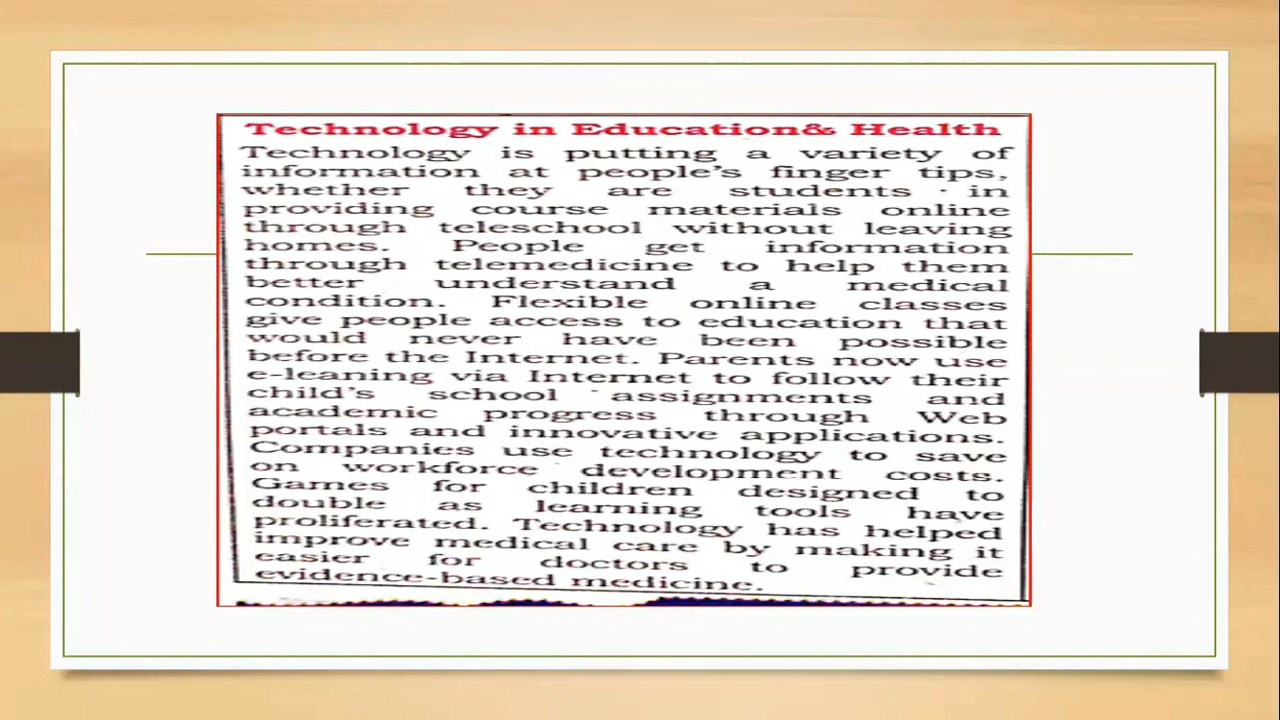 Technology in Education& Health
Technology is putting a variety of
information at people's finger tips,
whether they are students in
providing course materials online
through teleschool without leaving
homes. People get information
through telemedicine to help them
better understand a medical
condition. Flexible online classes
give people access to education that
would never have been possible
before the Internet. Parents now use
e-leaning via Internet to follow their
child's school assignments and
academic progress through Web
portals and innovative applications.
Companies use technology to save
on workforce development costs.
Games for children designed to
double as learning tools have
proliferated. Technology has helped
improve medical care by making it
easier for doctors to provide
evidence-based medicine.